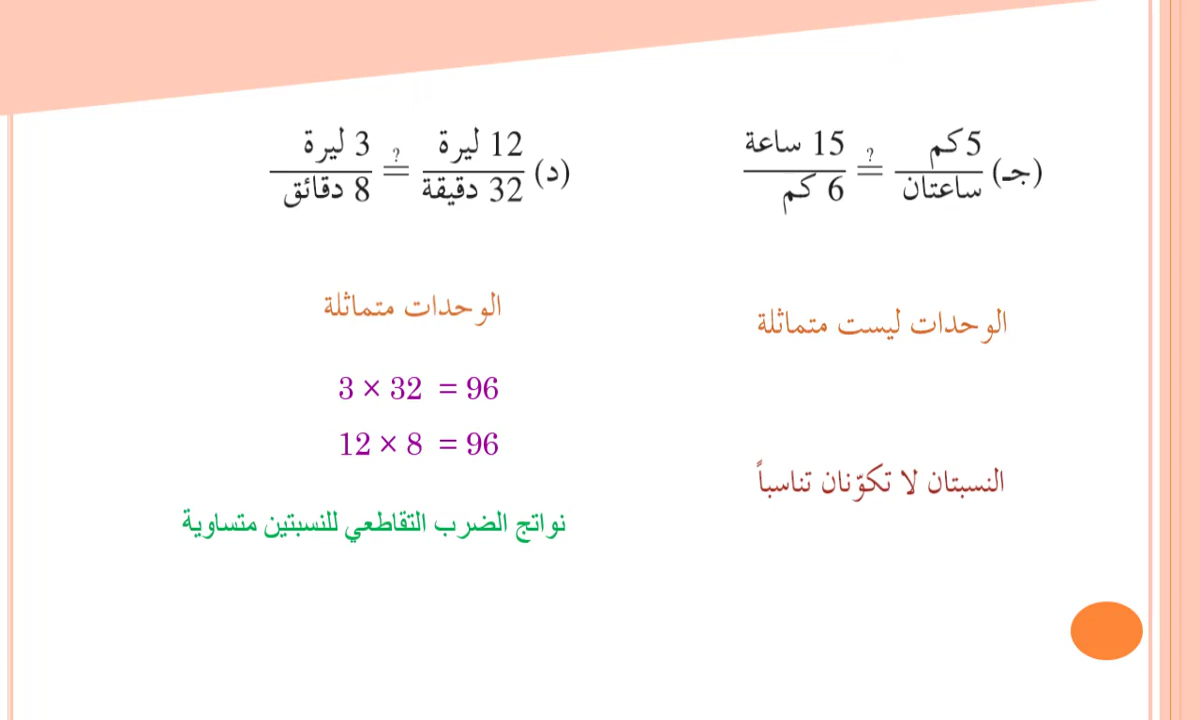 (جـ) 5 كم / ساعتان =? 15 ساعة / 6 كم
الوحدات ليست متماثلة
النسبتان لا تكوّنان تناسباً
(د) 12 ليرة / 32 دقيقة =? 3 ليرة / 8 دقائق
الوحدات متماثلة
3 × 32 = 96
12 × 8 = 96
نواتج الضرب التقاطعي للنسبتين متساوية